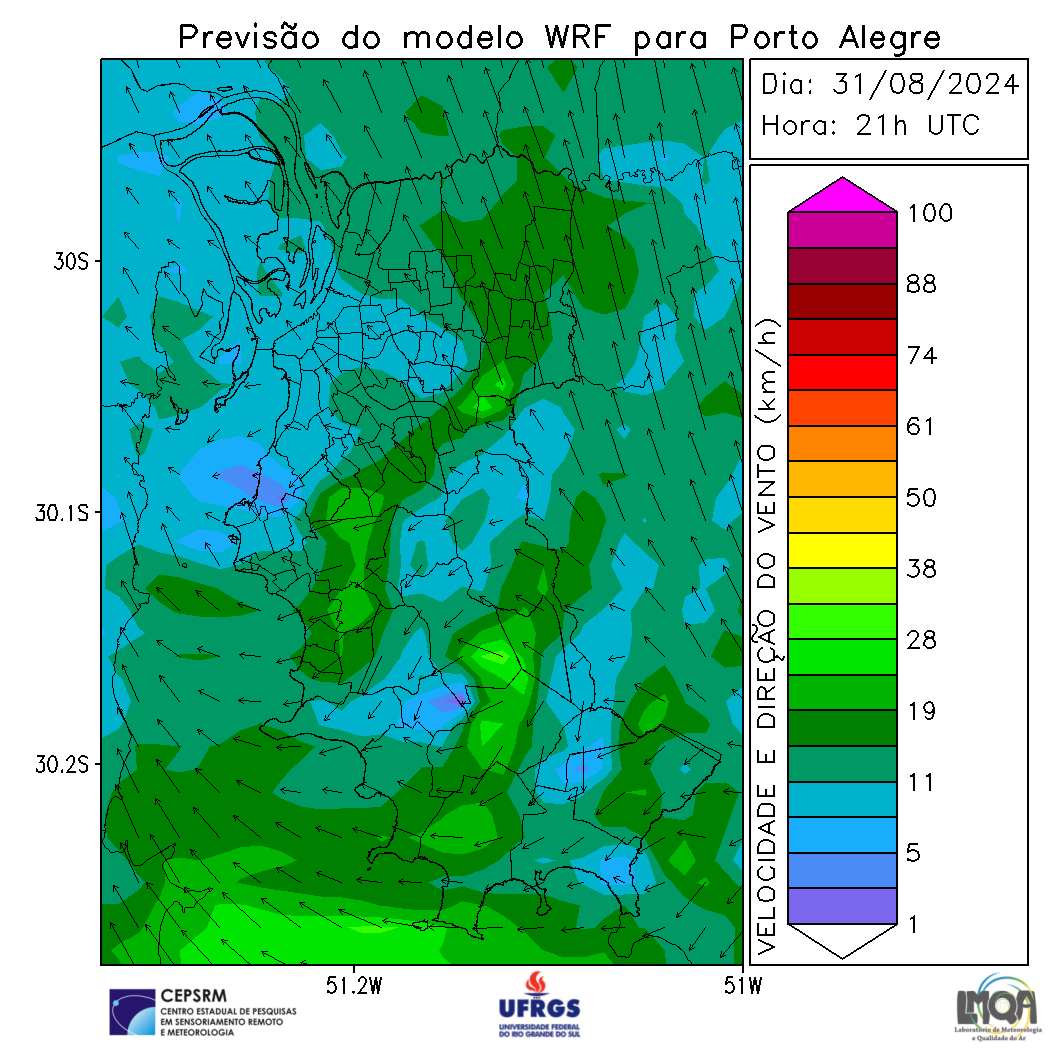 Previsão do modelo WRF para Porto Alegre
Dia: 31/08/2024
Hora: 21h UTC
30S
30.1S
30.2S
51.2W
51W
VELOCIDADE E DIREÇÃO DO VENTO (km/h)
100
88
74
61
50
38
28
19
11
5
1
CEPSRM
CENTRO ESTADUAL DE PESQUISAS
EM SENSORIAMENTO REMOTO
E METEOROLOGIA
UFRGS
UNIVERSIDADE FEDERAL
DO RIO GRANDE DO SUL
LMQA
Laboratório de Meteorologia
e Qualidade do Ar